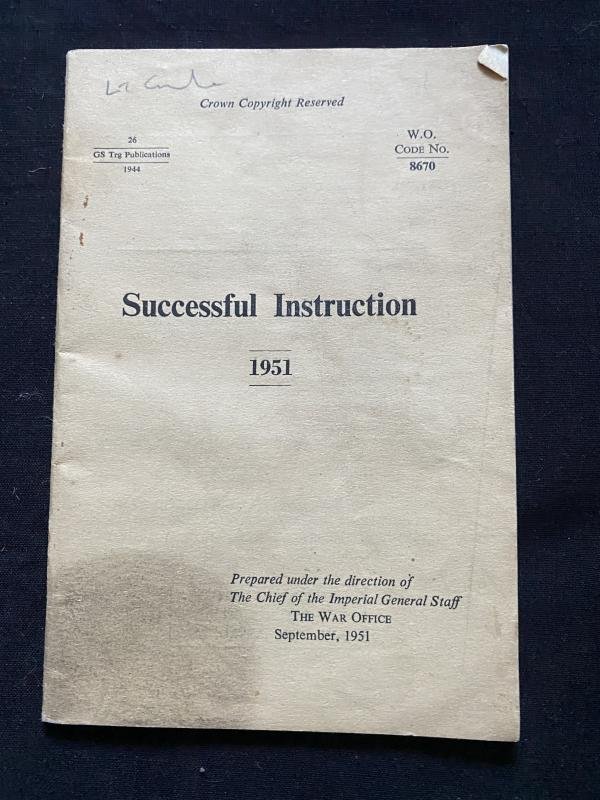 Crown Copyright Reserved
26
GS Trg Publications
1944
W.O.
CODE NO.
8670
Successful Instruction
1951
Prepared under the direction of
The Chief of the Imperial General Staff
THE WAR OFFICE
September, 1951